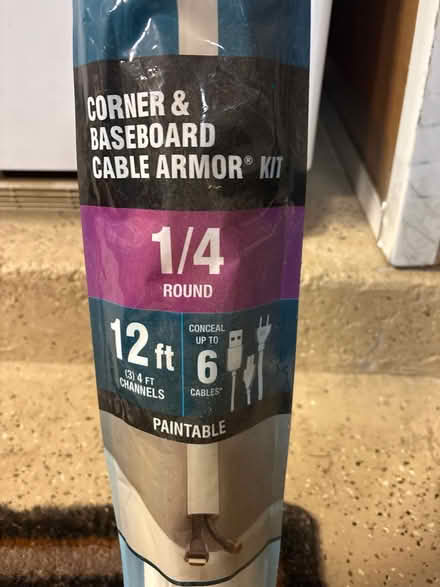 CORNER &
BASEBOARD
CABLE ARMOR® KIT
1/4
ROUND
12 ft
(3) 4 FT
CHANNELS
CONCEAL
UP TO
6
CABLES*
PAINTABLE